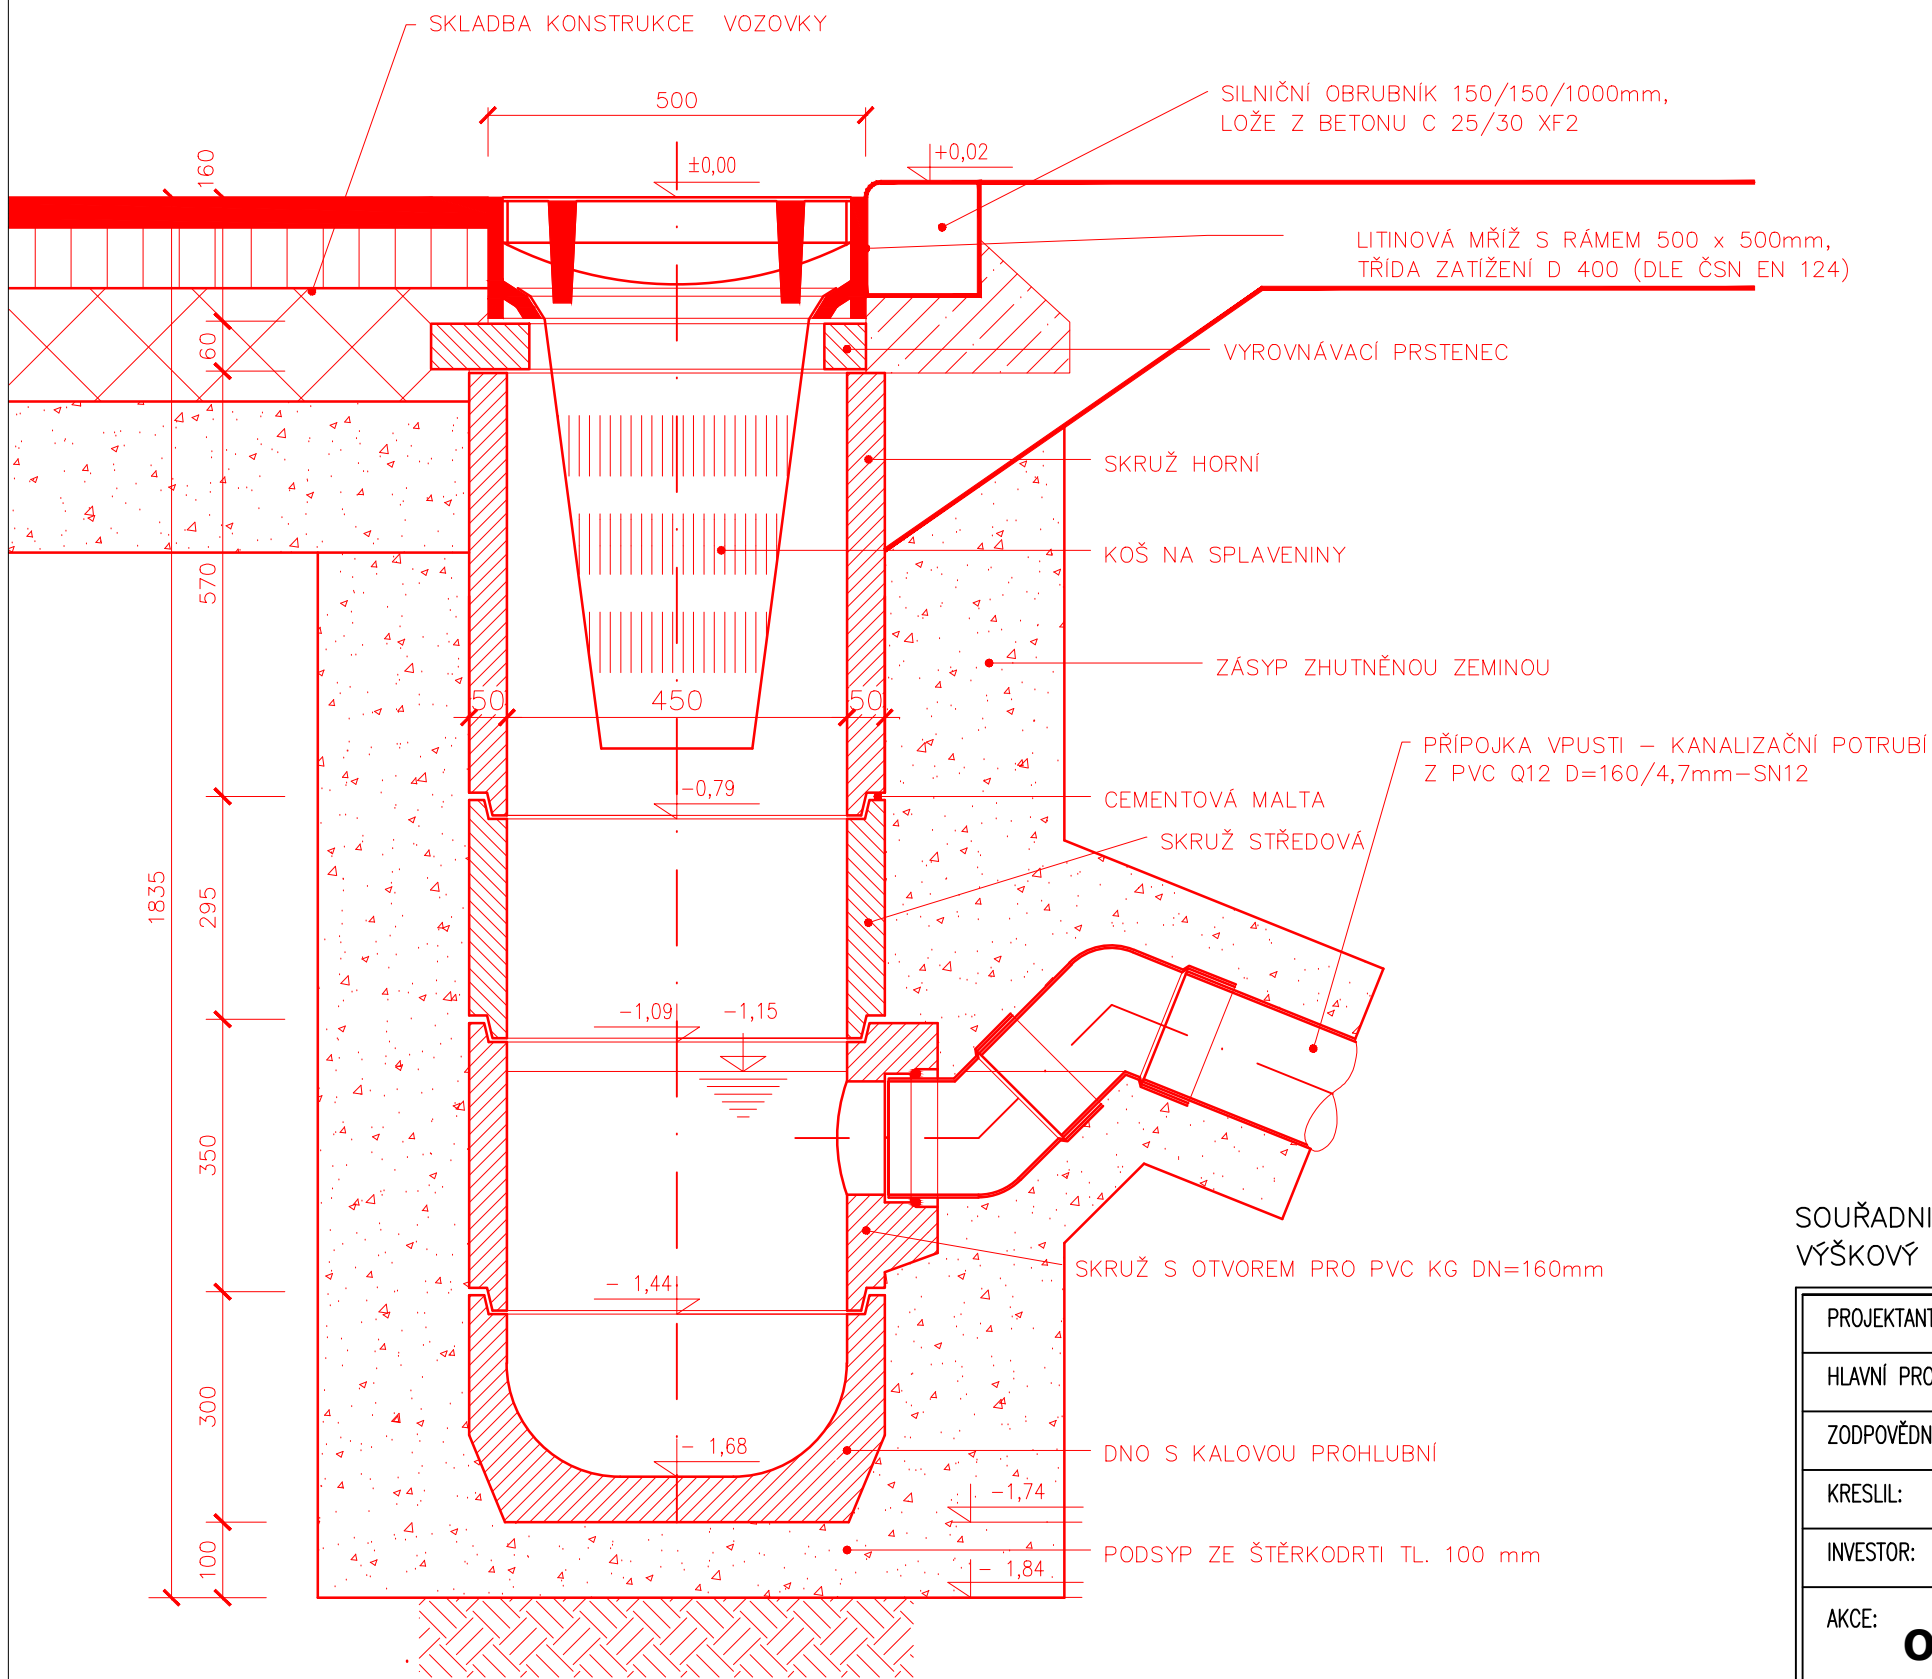 SKLADBA KONSTRUKCE VOZOVKY
500
SILNIČNÍ OBRUBNÍK 150/150/1000mm,
LOŽE Z BETONU C 25/30 XF2
160
±0,00
+0,02
LITINOVÁ MŘÍŽ S RÁMEM 500 x 500mm,
TŘÍDA ZATÍŽENÍ D 400 (DLE ČSN EN 124)
60
VYROVNÁVACÍ PRSTENEC
SKRUŽ HORNÍ
KOŠ NA SPLAVENINY
570
ZÁSYP ZHUTNĚNOU ZEMINOU
50
450
50
PŘÍPOJKA VPUSTI – KANALIZAČNÍ POTRUBÍ
Z PVC Q12 D=160/4,7mm–SN12
–0,79
CEMENTOVÁ MALTA
SKRUŽ STŘEDOVÁ
1835
295
–1,09
–1,15
350
SOUŘADNI
VÝŠKOVÝ
SKRUŽ S OTVOREM PRO PVC KG DN=160mm
– 1,44
PROJEKTANT
HLAVNÍ PRO
300
ZODPOVĚDN
– 1,68
DNO S KALOVOU PROHLUBNÍ
–1,74
KRESLIL:
100
PODSYP ZE ŠTĚRKODRTI TL. 100 mm
INVESTOR:
– 1,84
AKCE: